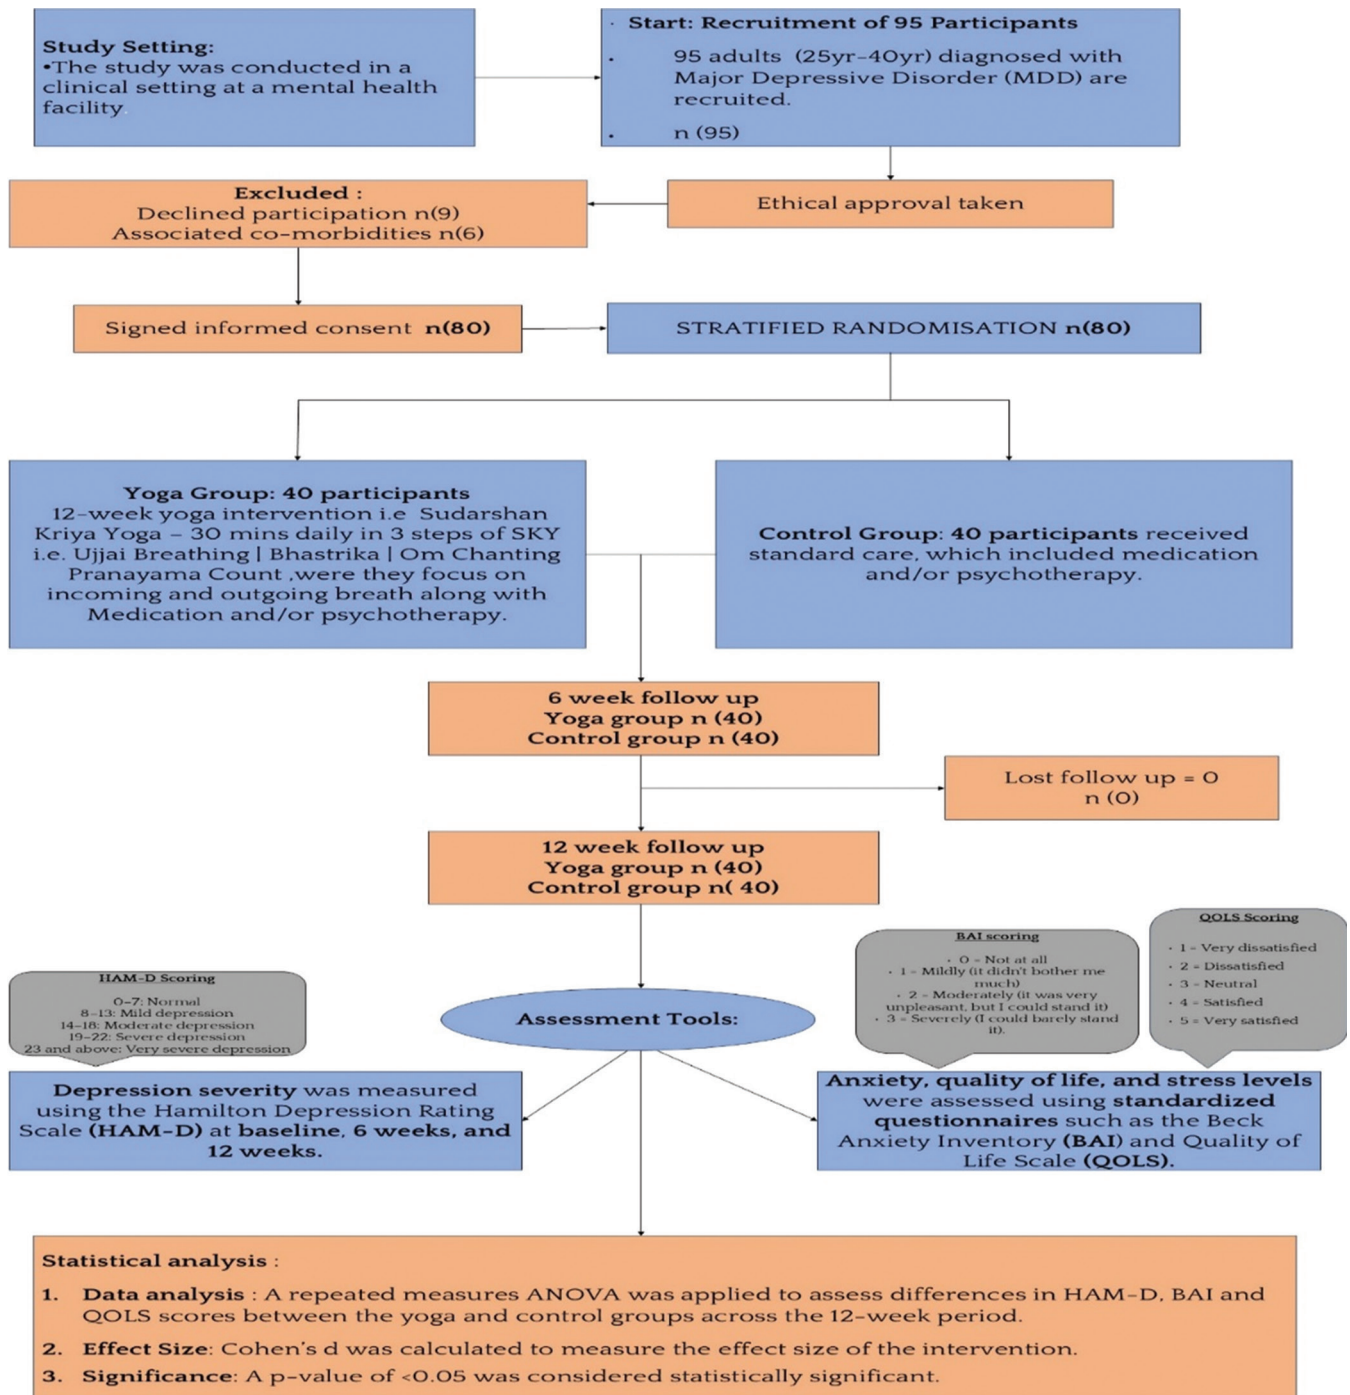 Study Setting:
•The study was conducted in a
clinical setting at a mental health
facility.
· Start: Recruitment of 95 Participants
· 95 adults (25yr-40yr) diagnosed with
Major Depressive Disorder (MDD) are
recruited.
· n (95)
Ethical approval taken
Excluded :
Declined participation n(9)
Associated co-morbidities n(6)
Signed informed consent n(80)
STRATIFIED RANDOMISATION n(80)
Yoga Group: 40 participants
12-week yoga intervention i.e Sudarshan
Kriya Yoga – 30 mins daily in 3 steps of SKY
i.e. Ujjai Breathing | Bhastrika | Om Chanting
Pranayama Count ,were they focus on
incoming and outgoing breath along with
Medication and/or psychotherapy.
Control Group: 40 participants received
standard care, which included medication
and/or psychotherapy.
6 week follow up
Yoga group n (40)
Control group n (40)
Lost follow up = 0
n (0)
12 week follow up
Yoga group n (40)
Control group n( 40)
HAM-D Scoring
0–7: Normal
8–13: Mild depression
14–18: Moderate depression
19–22: Severe depression
23 and above: Very severe depression
Assessment Tools:
BAI scoring
· 0 = Not at all
· 1 = Mildly (it didn't bother me
much)
· 2 = Moderately (it was very
unpleasant, but I could stand it)
· 3 = Severely (I could barely stand
it).
QOLS Scoring
· 1 = Very dissatisfied
· 2 = Dissatisfied
· 3 = Neutral
· 4 = Satisfied
· 5 = Very satisfied
Depression severity was measured
using the Hamilton Depression Rating
Scale (HAM-D) at baseline, 6 weeks, and
12 weeks.
Anxiety, quality of life, and stress levels
were assessed using standardized
questionnaires such as the Beck
Anxiety Inventory (BAI) and Quality of
Life Scale (QOLS).
Statistical analysis :
1. Data analysis : A repeated measures ANOVA was applied to assess differences in HAM-D, BAI and
QOLS scores between the yoga and control groups across the 12-week period.
2. Effect Size: Cohen's d was calculated to measure the effect size of the intervention.
3. Significance: A p-value of <0.05 was considered statistically significant.